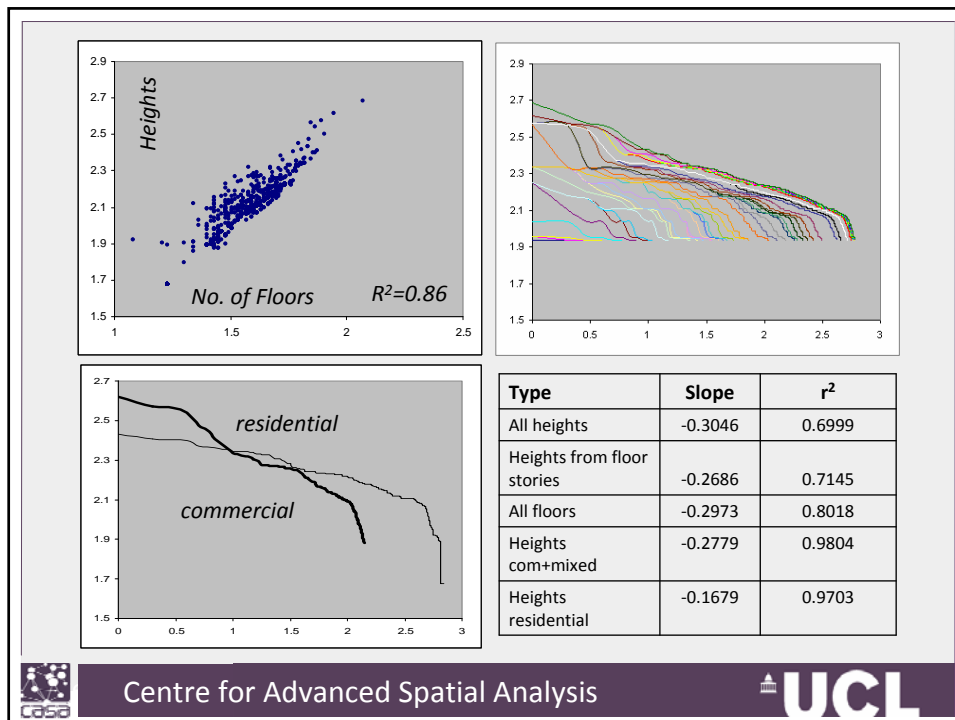 2.9
2.7
2.5
2.3
2.1
1.9
1.7
1.5
1
1.5
2
2.5
Heights
No. of Floors
R²=0.86
2.9
2.7
2.5
2.3
2.1
1.9
1.7
1.5
0
0.5
1
1.5
2
2.5
3
2.7
2.5
2.3
2.1
1.9
1.7
1.5
0
0.5
1
1.5
2
2.5
3
residential
commercial
Type Slope r²
All heights -0.3046 0.6999
Heights from floor
stories -0.2686 0.7145
All floors -0.2973 0.8018
Heights -0.2779 0.9804
com+mixed
Heights -0.1679 0.9703
residential
casa
Centre for Advanced Spatial Analysis
UCL